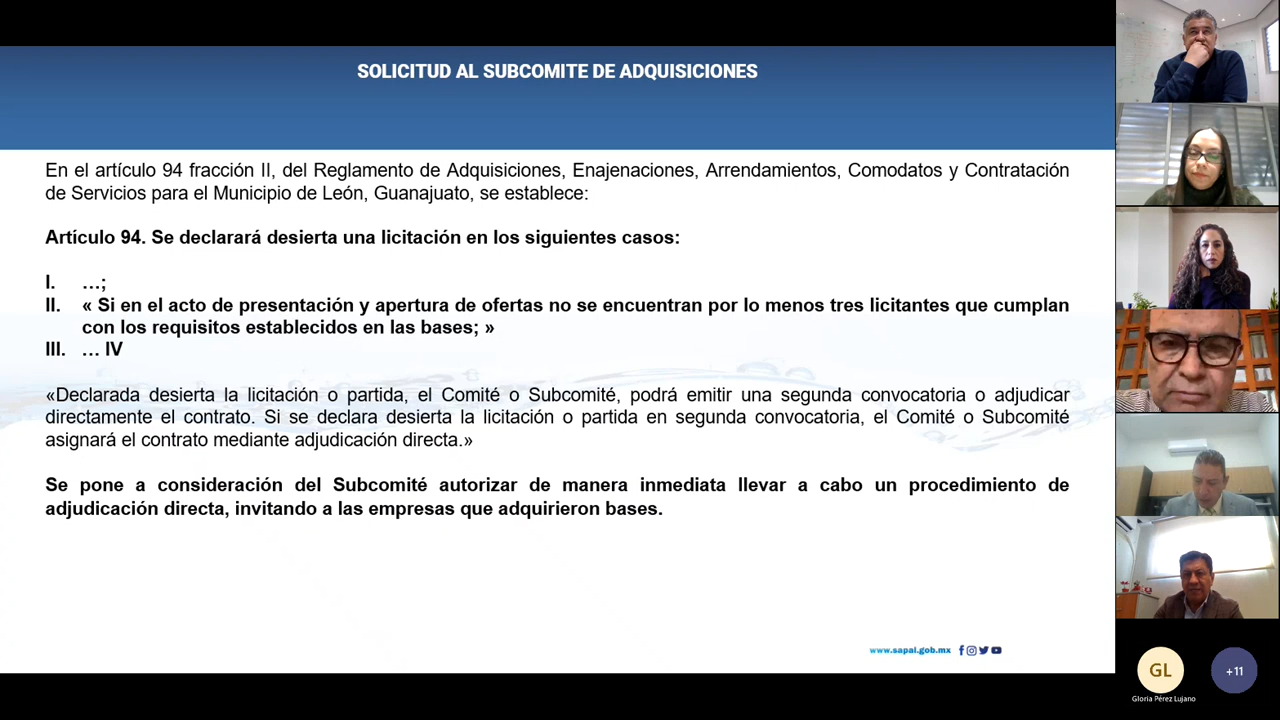 SOLICITUD AL SUBCOMITE DE ADQUISICIONES
En el artículo 94 fracción II, del Reglamento de Adquisiciones, Enajenaciones, Arrendamientos, Comodatos y Contratación
de Servicios para el Municipio de León, Guanajuato, se establece:
Artículo 94. Se declarará desierta una licitación en los siguientes casos:
I. …;
II. « Si en el acto de presentación y apertura de ofertas no se encuentran por lo menos tres licitantes que cumplan
con los requisitos establecidos en las bases; »
III. … IV
«Declarada desierta la licitación o partida, el Comité o Subcomité, podrá emitir una segunda convocatoria o adjudicar
directamente el contrato. Si se declara desierta la licitación o partida en segunda convocatoria, el Comité o Subcomité
asignará el contrato mediante adjudicación directa.»
Se pone a consideración del Subcomité autorizar de manera inmediata llevar a cabo un procedimiento de
adjudicación directa, invitando a las empresas que adquirieron bases.
www.sapal.gob.mx
GL
+11
Gloria Pérez Lujano